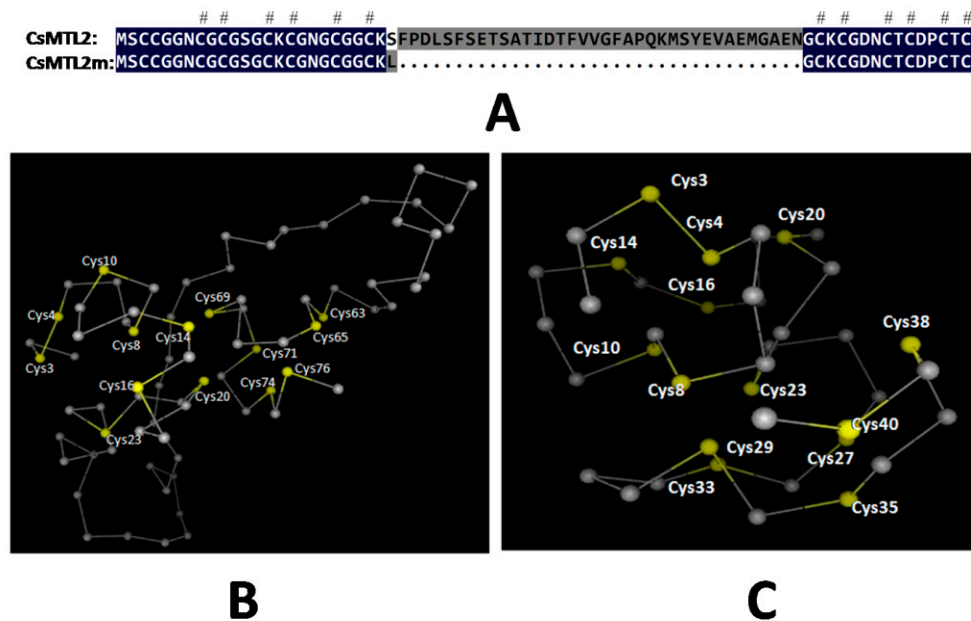 # # # # # # # # # # # #
CsMTL2: MSCCGGNCGCGSGCKCGNGCGGCKSFPDLSFSETSATIDTFVVGFAPQKMSYEVAEMGAENGCKCGDNCTCDPCTC
CsMTL2m: MSCCGGNCGCGSGCKCGNGCGGCKL....................................GCKCGDNCTCDPCTC
A
Cys10
Cys69
Cys4
Cys8
Cys14
Cys63
Cys65
Cys3
Cys71
Cys16
Cys74
Cys76
Cys20
Cys23
B
Cys3
Cys4
Cys20
Cys14
Cys16
Cys38
Cys10
Cys8
Cys23
Cys40
Cys29
Cys27
Cys33
Cys35
C